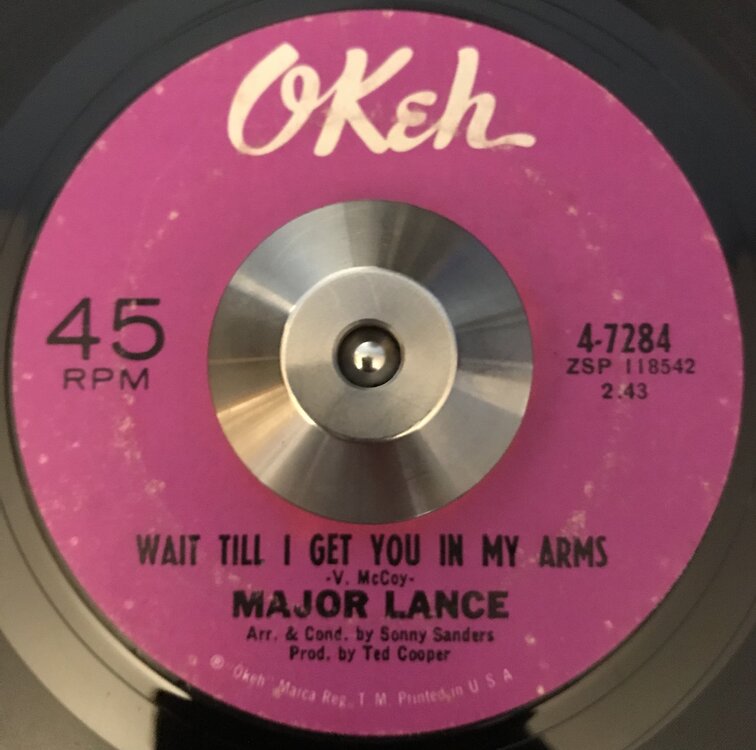 OKeh
45
RPM
4-7284
ZSP 118542
2:43
WAIT TILL I GET YOU IN MY ARMS
-V. McCoy-
MAJOR LANCE
Arr. & Cond. by Sonny Sanders
Prod. by Ted Cooper
® "Okeh" Marca Reg. T M. Printed in U S A